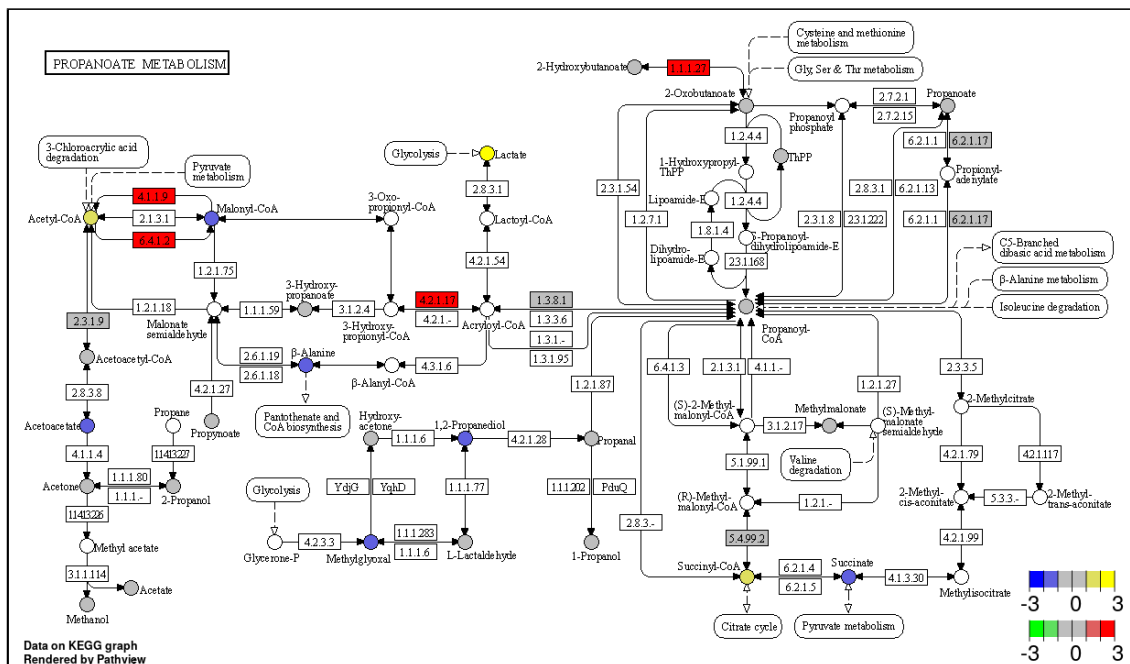 PROPANOATE METABOLISM
Cysteine and methionine
metabolism
2-Hydroxybutanoate
1.1.1.27
Gly, Ser & Thr metabolism
2-Oxobutanoate
Propanoyl
phosphate
2.7.2.1
2.7.2.15
Propanoate
1.2.4.4
ThPP
6.2.1.1
6.2.1.17
1-Hydroxypropyl-
ThPP
Propionyl-
adenylate
2.3.1.54
2.8.3.1
6.2.1.13
Lipoamide-E
1.2.4.4
1.2.7.1
2.3.1.8
2.3.1.222
6.2.1.1
6.2.1.17
1.8.1.4
S-Propanoyl-
dihydrolipoamide-E
Dihydro-
lipoamide-E
2.3.1.168
C5-Branched
dibasic acid metabolism
β-Alanine metabolism
Isoleucine degradation
3-Chloroacrylic acid
degradation
Pyruvate
metabolism
Glycolysis
Lactate
2.8.3.1
4.1.1.9
Acetyl-CoA
2.1.3.1
Malonyl-CoA
6.4.1.2
3-Oxo-
propionyl-CoA
Lactoyl-CoA
1.2.1.75
4.2.1.54
3-Hydroxy-
propanoate
1.2.1.18
1.1.1.59
3.1.2.4
4.2.1.17
4.2.1.-
1.3.8.1
1.3.3.6
1.3.1.-
1.3.1.95
Malonate
semialdehyde
3-Hydroxy-
propionyl-CoA
Acryloyl-CoA
Propanoyl-
CoA
2.3.1.9
Acetoacetyl-CoA
2.6.1.19
2.6.1.18
β-Alanine
β-Alanyl-CoA
4.3.1.6
2.8.3.8
4.2.1.27
Pantothenate and
CoA biosynthesis
1.2.1.87
6.4.1.3
2.1.3.1
4.1.1.-
1.2.1.27
2.3.3.5
Acetoacetate
Propane
Propynoate
Hydroxy-
acetone
1.1.1.6
1,2-Propanediol
4.2.1.28
Propanal
(S)-2-Methyl-
malonyl-CoA
3.1.2.17
Methylmalonate
(S)-Methyl-
malonate
semialdehyde
2-Methylcitrate
4.1.1.4
1.14.13.227
4.2.1.79
4.2.1.117
Acetone
1.1.1.80
1.1.1.-
2-Propanol
Glycolysis
YdjG
YqhD
1.1.1.77
1.1.1.202
PduQ
5.1.99.1
Valine
degradation
1.14.13.226
(R)-Methyl-
malonyl-CoA
1.2.1.-
2-Methyl-
cis-aconitate
5.3.3.-
2-Methyl-
trans-aconitate
2.8.3.-
Methyl acetate
Glycerone-P
4.2.3.3
Methylglyoxal
1.1.1.283
1.1.1.6
L-Lactaldehyde
1-Propanol
5.4.99.2
4.2.1.99
3.1.1.114
Acetate
Methanol
Succinyl-CoA
6.2.1.4
6.2.1.5
Succinate
4.1.3.30
Methylisocitrate
Citrate cycle
Pyruvate metabolism
-3 0 3
-3 0 3
Data on KEGG graph
Rendered by Pathview